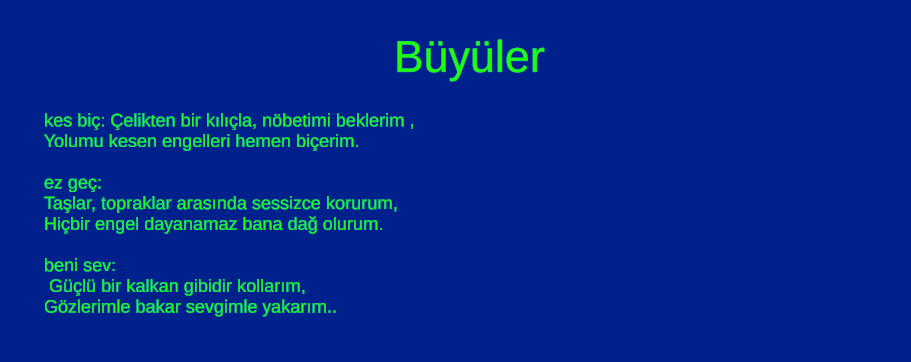 Büyüler
kes biç: Çelikten bir kılıçla, nöbetimi beklerim ,
Yolumu kesen engelleri hemen biçerim.
ez geç:
Taşlar, topraklar arasında sessizce korurum,
Hiçbir engel dayanamaz bana dağ olurum.
beni sev:
Güçlü bir kalkan gibidir kollarım,
Gözlerimle bakar sevgimle yakarım..